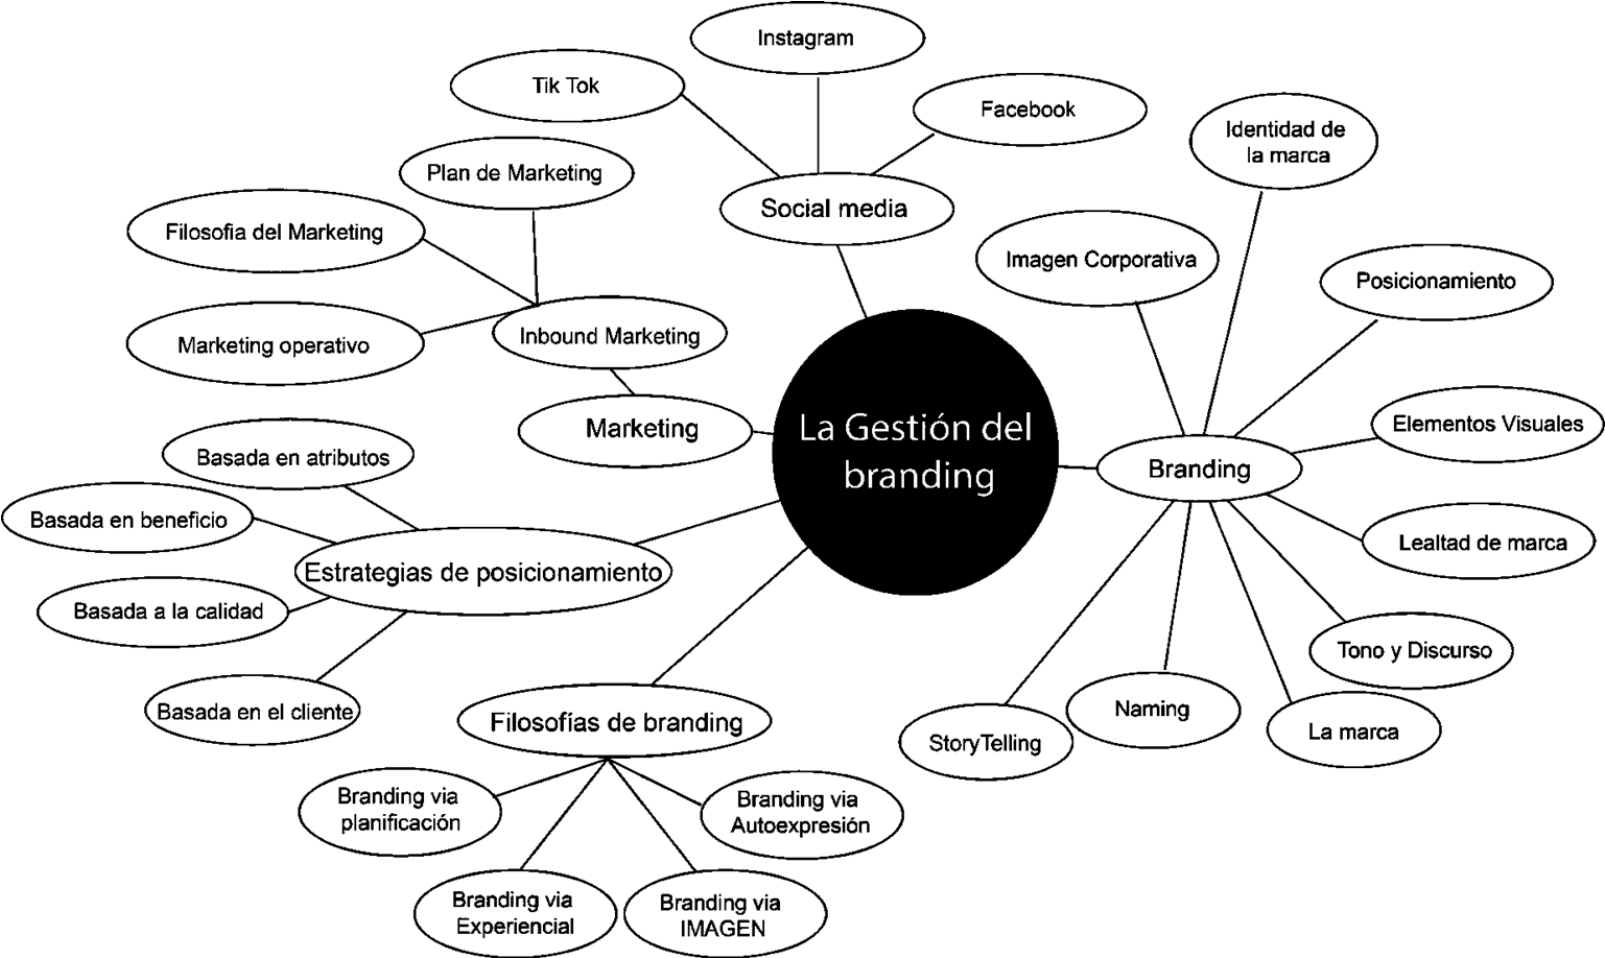 Instagram
Tik Tok
Facebook
Identidad de
la marca
Plan de Marketing
Social media
Filosofia del Marketing
Imagen Corporativa
Posicionamiento
Inbound Marketing
Marketing operativo
Marketing
La Gestión del
branding
Elementos Visuales
Basada en atributos
Branding
Basada en beneficio
Lealtad de marca
Estrategias de posicionamiento
Basada a la calidad
Tono y Discurso
Basada en el cliente
Filosofías de branding
Naming
StoryTelling
La marca
Branding via
planificación
Branding via
Autoexpresión
Branding via
Experiencial
Branding via
IMAGEN